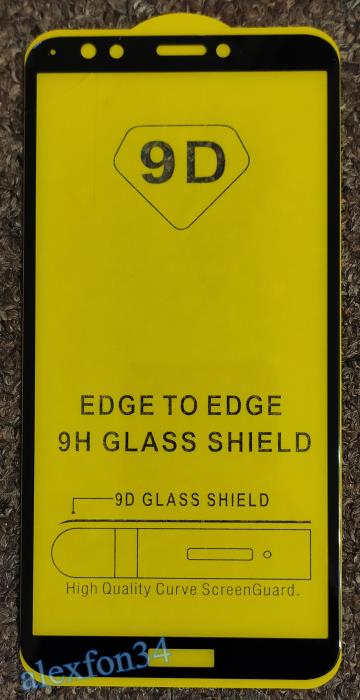 9D
EDGE TO EDGE
9H GLASS SHIELD
9D GLASS SHIELD
High Quality Curve ScreenGuard.
alexfon34